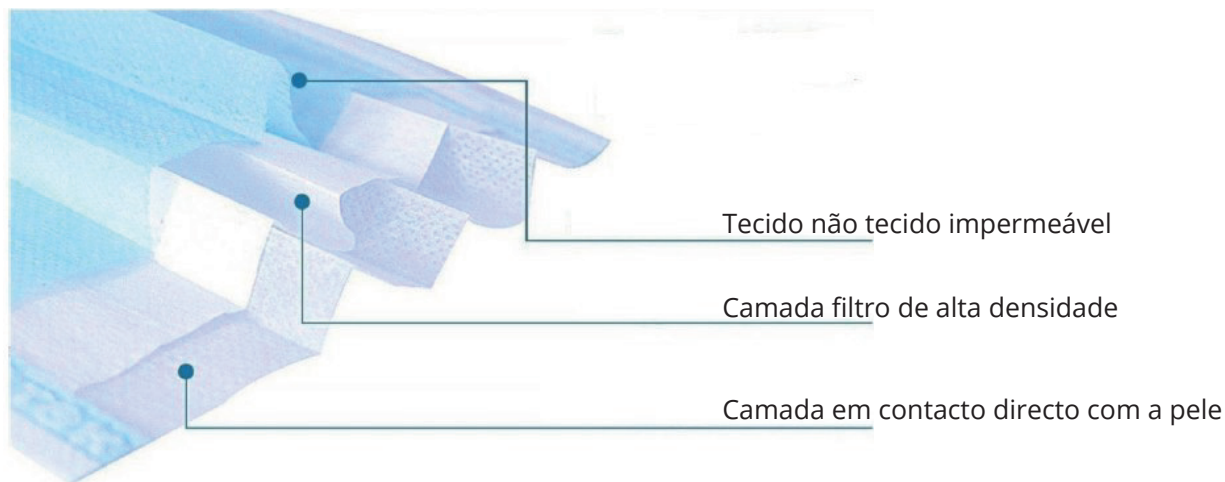 Tecido não tecido impermeável
Camada filtro de alta densidade
Camada em contacto directo com a pele